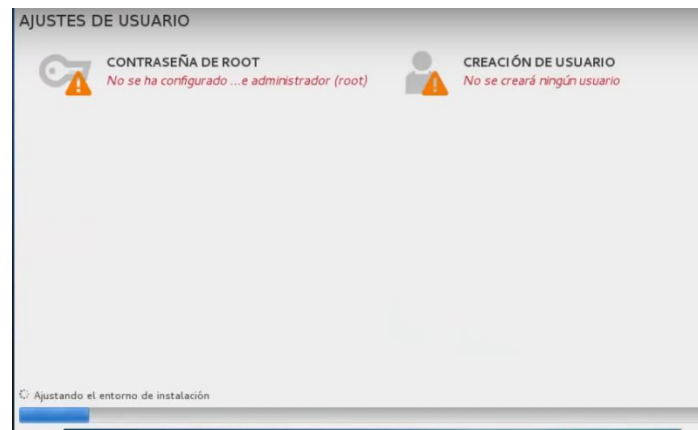 AJUSTES DE USUARIO
CONTRASEÑA DE ROOT
No se ha configurado ...e administrador (root)
CREACIÓN DE USUARIO
No se creará ningún usuario
Ajustando el entorno de instalación